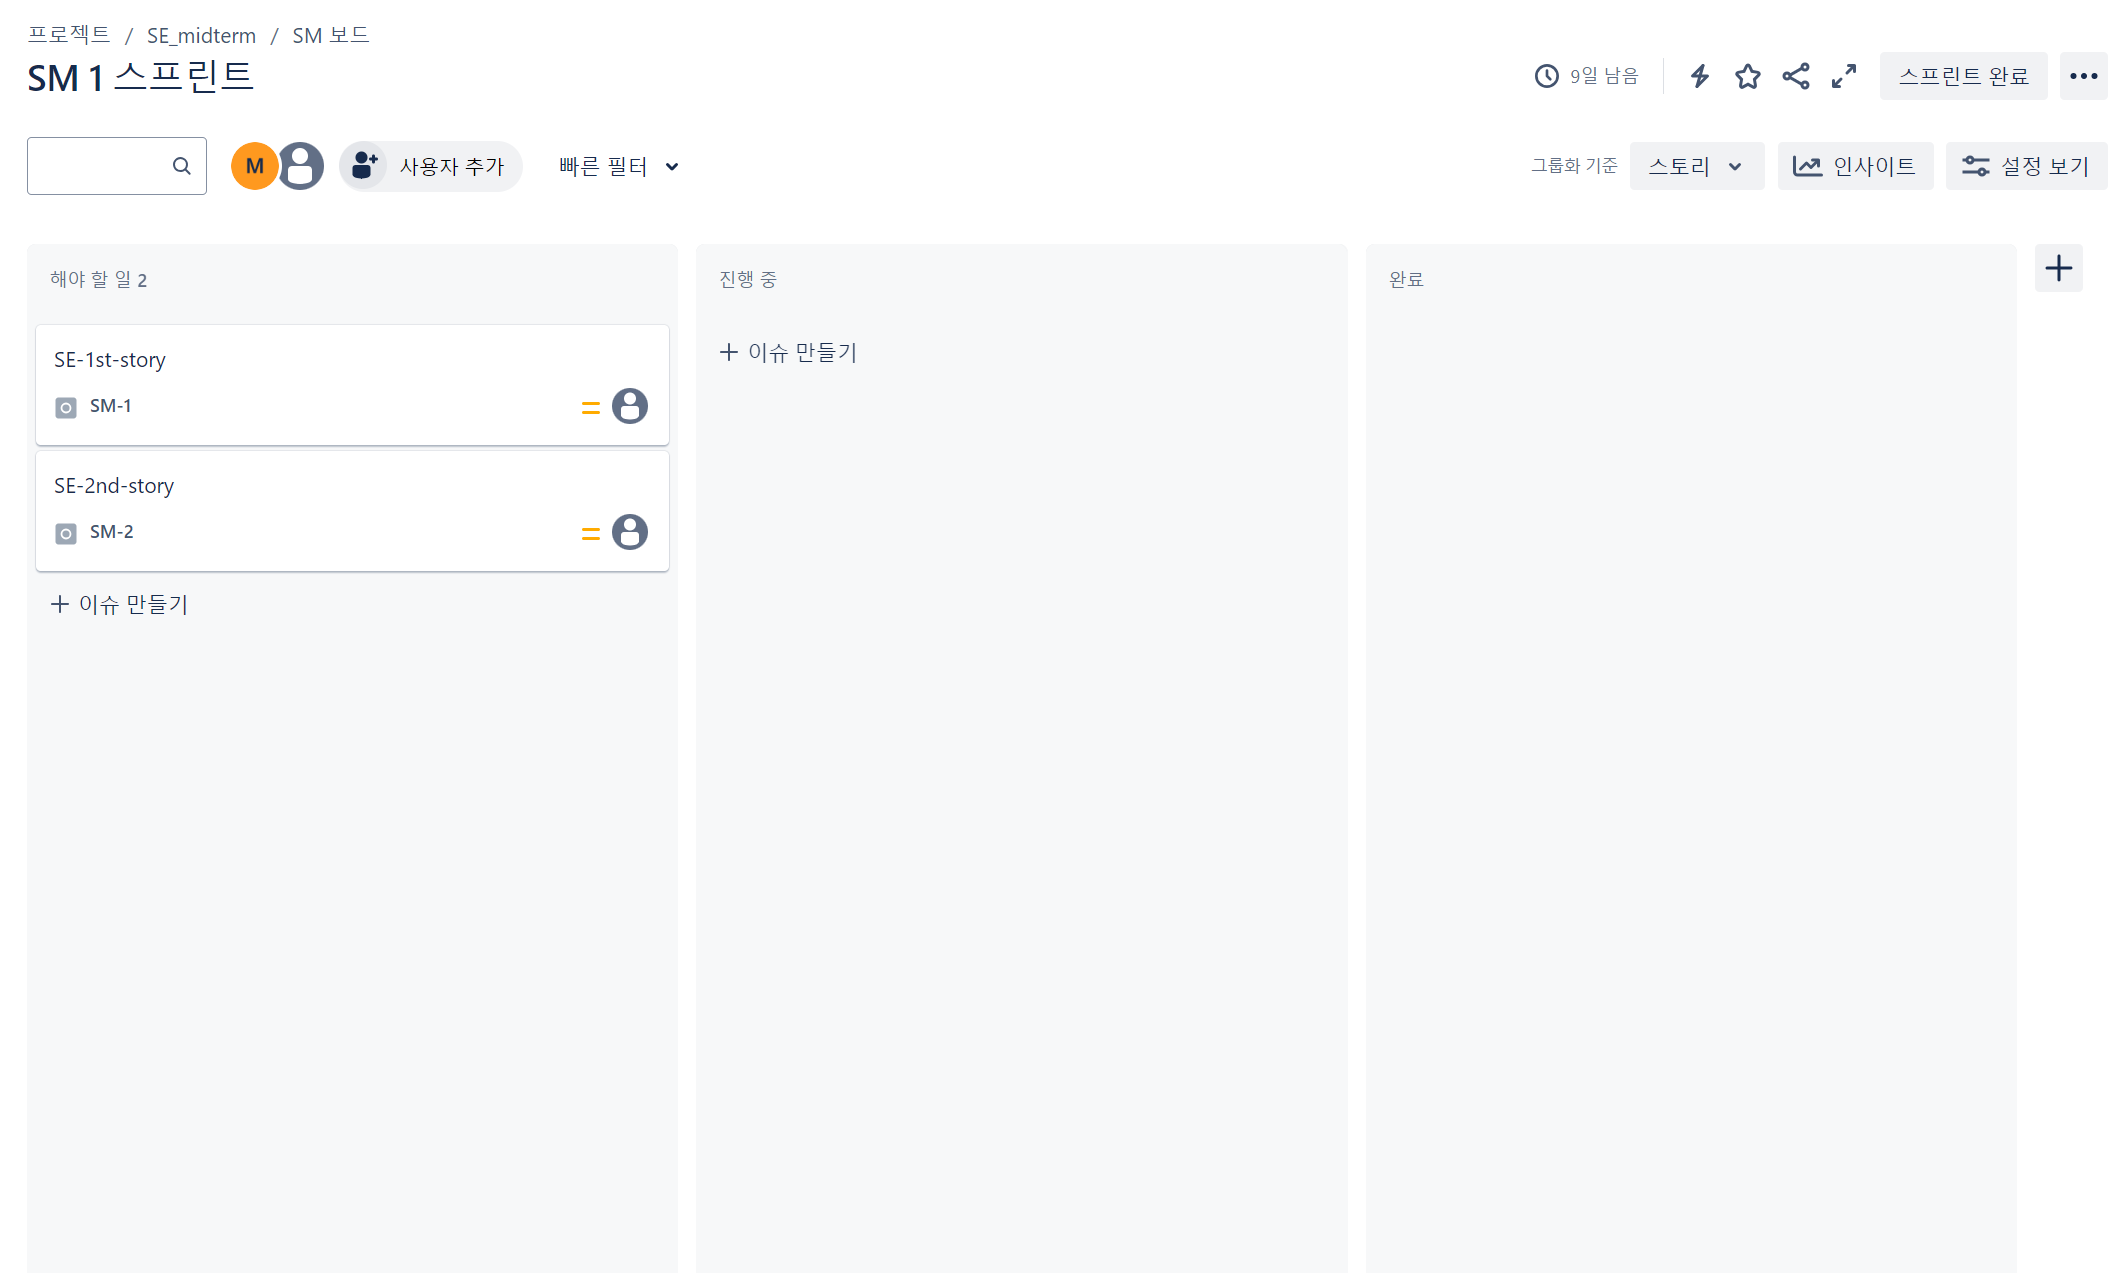 프로젝트 / SE_midterm / SM 보드
SM 1 스프린트
9일 남음
스프린트 완료
M
사용자 추가
빠른 필터
그룹화 기준
스토리
인사이트
설정 보기
해야 할 일 2
SE-1st-story
SM-1
SE-2nd-story
SM-2
이슈 만들기
진행 중
이슈 만들기
완료